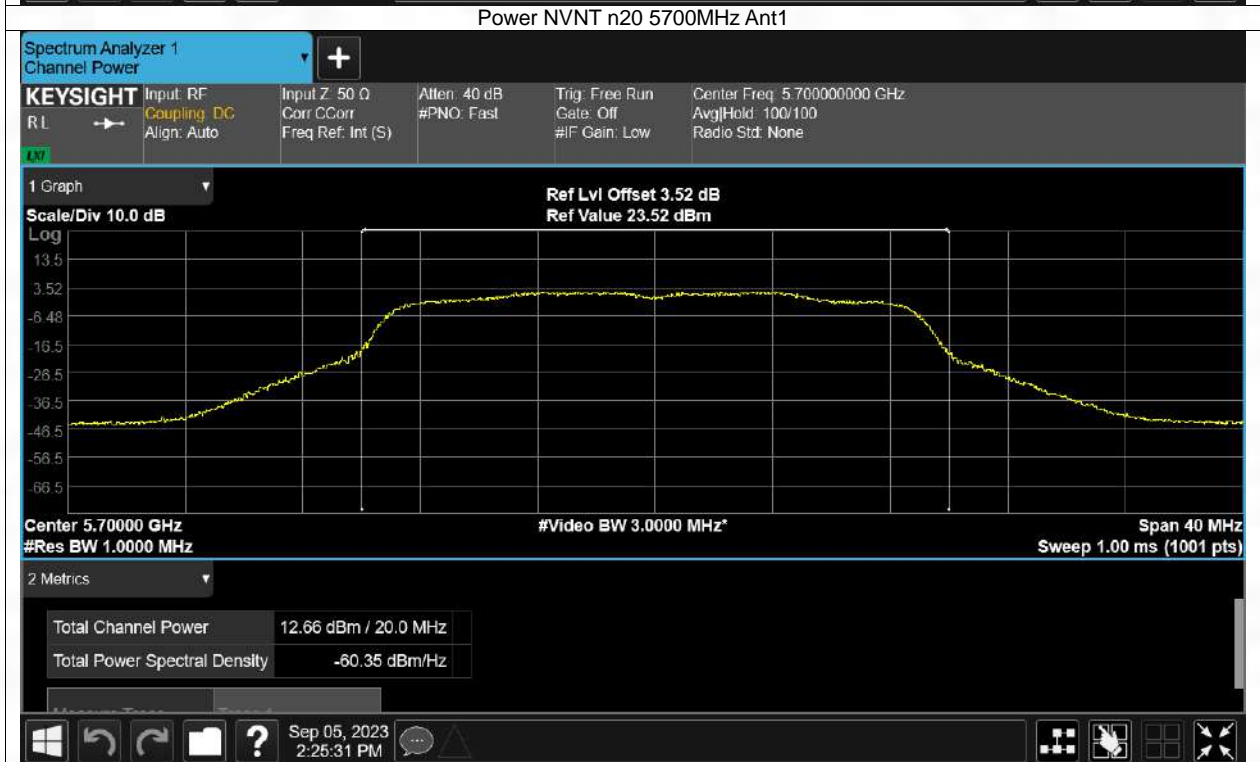 Power NVNT n20 5700MHz Ant1
Spectrum Analyzer 1
Channel Power
+
KEYSIGHT
RL
LXI
Input: RF
Coupling: DC
Align: Auto
Input Z: 50 Ω
Corr CCorr
Freq Ref: Int (S)
Atten: 40 dB
#PNO: Fast
Trig: Free Run
Gate: Off
#IF Gain: Low
Center Freq: 5.700000000 GHz
Avg|Hold: 100/100
Radio Std: None
1 Graph
Scale/Div 10.0 dB
Ref Lvl Offset 3.52 dB
Ref Value 23.52 dBm
Log
13.5
3.52
-6.48
-16.5
-26.5
-36.5
-46.5
-56.5
-66.5
Center 5.70000 GHz
#Video BW 3.0000 MHz*
Span 40 MHz
#Res BW 1.0000 MHz
Sweep 1.00 ms (1001 pts)
2 Metrics
Total Channel Power 12.66 dBm / 20.0 MHz
Total Power Spectral Density -60.35 dBm/Hz
?
Sep 05, 2023
2:25:31 PM